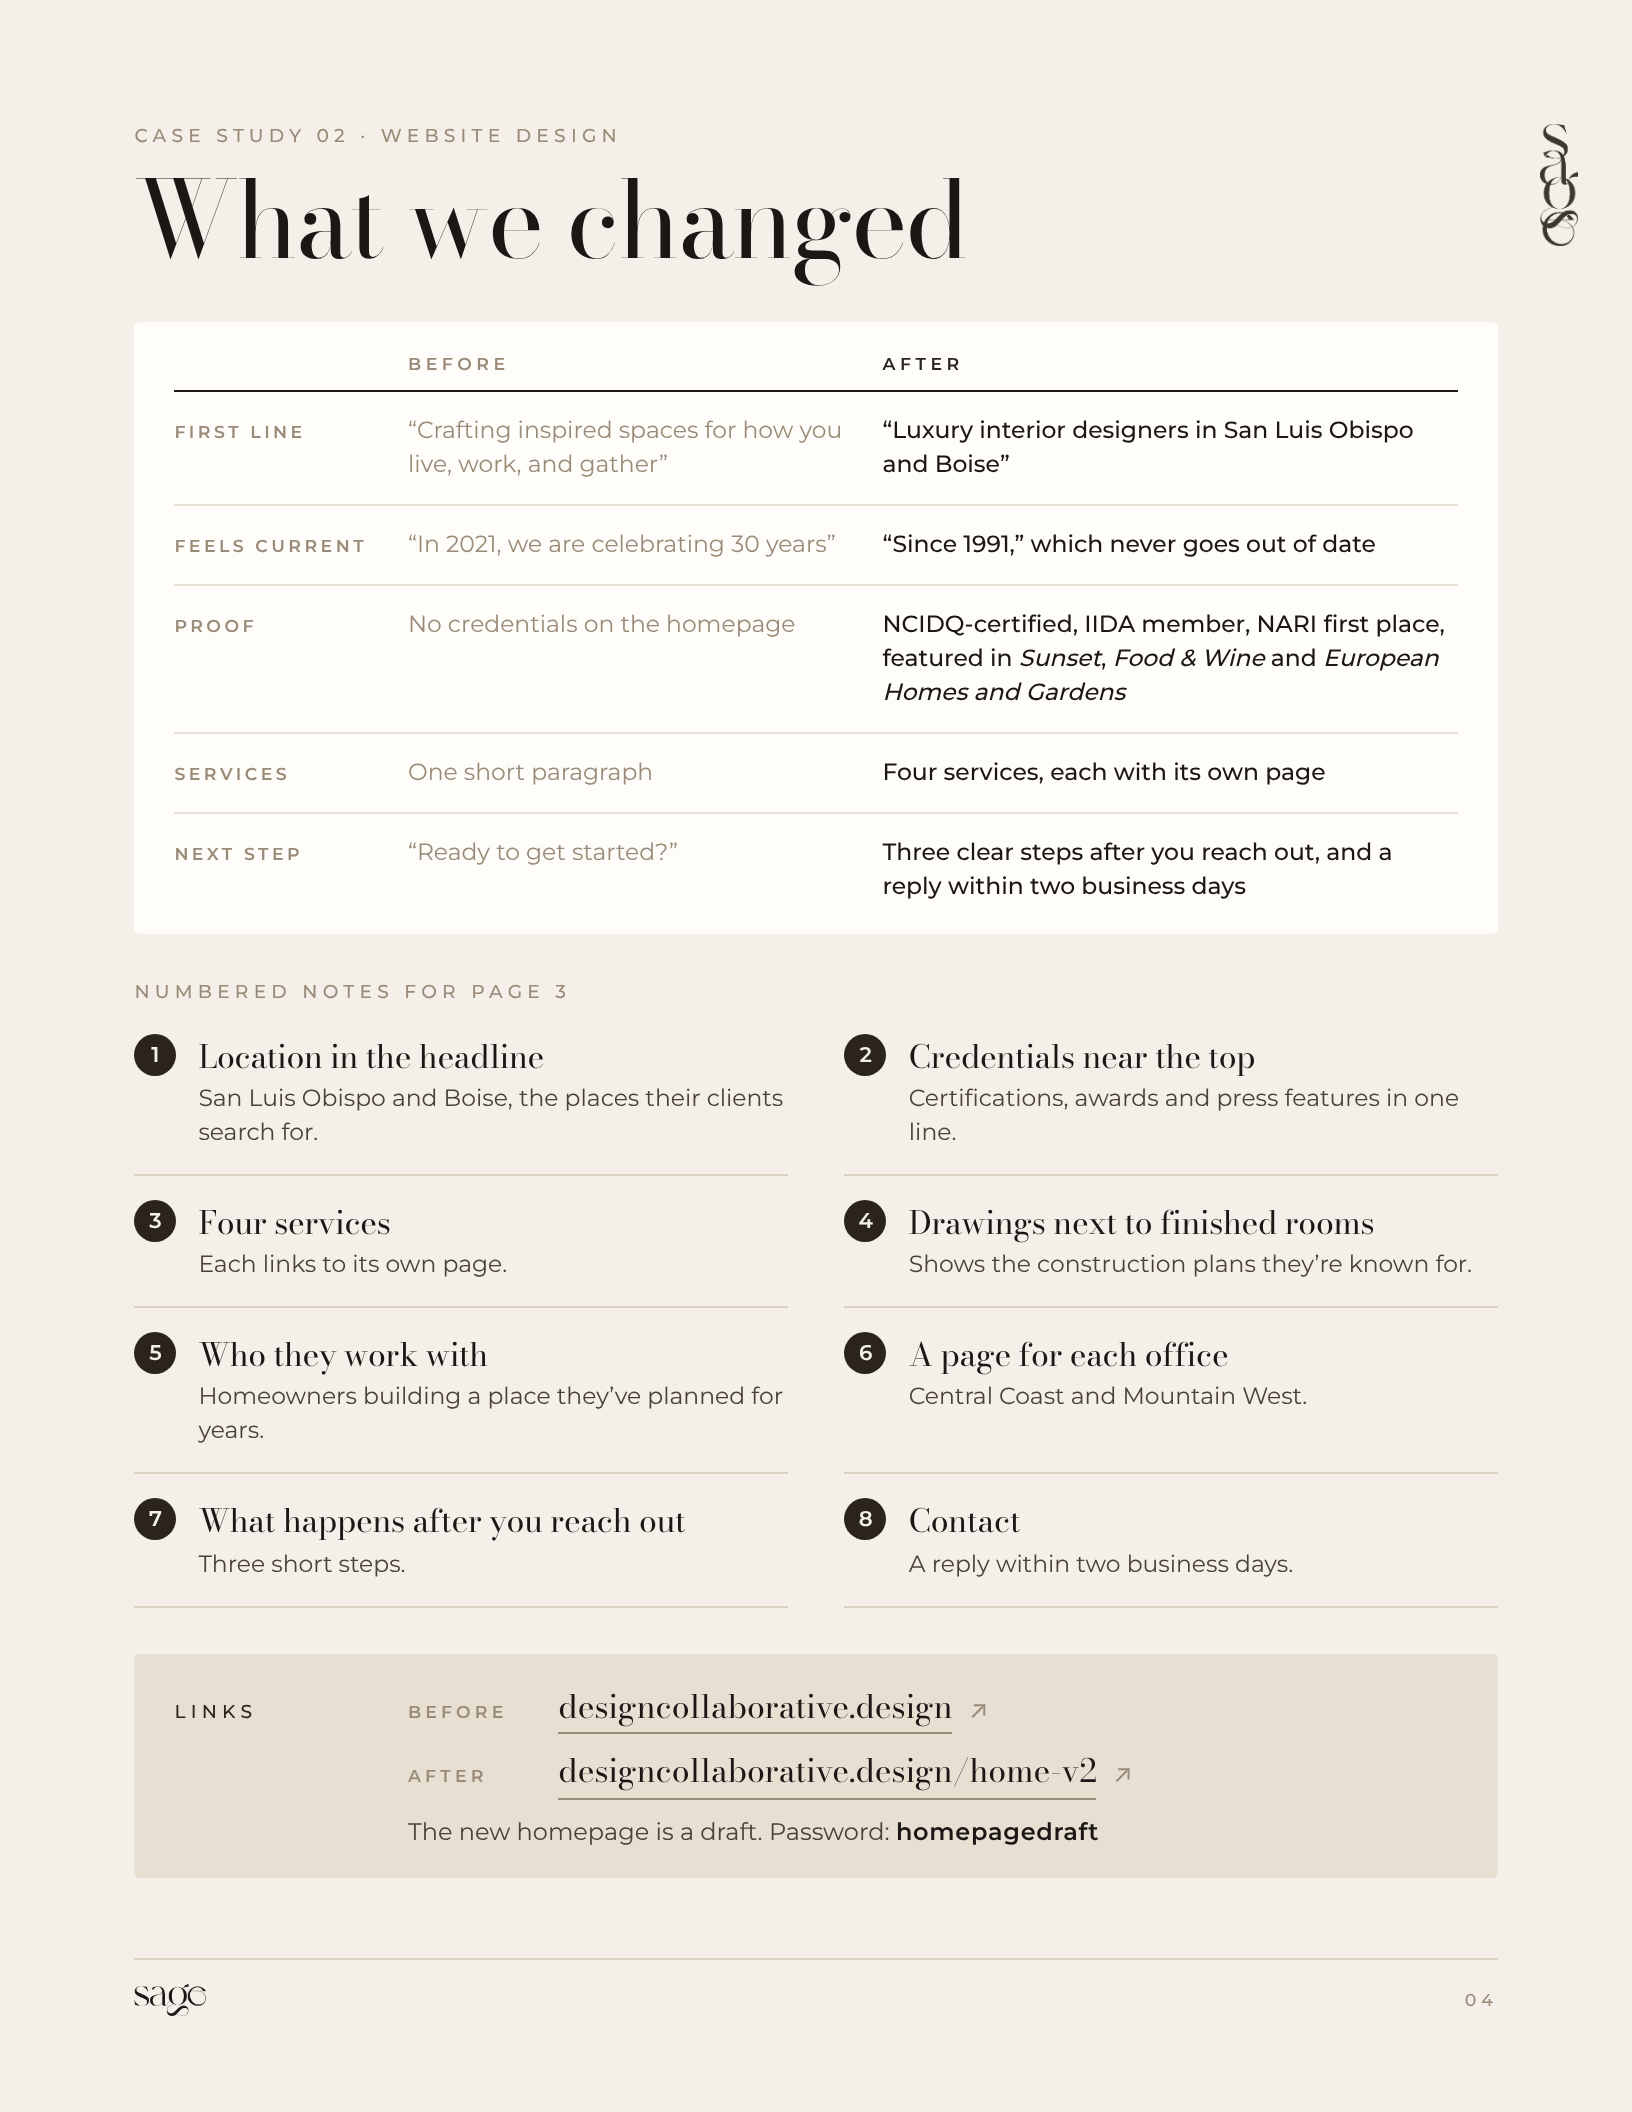 CASE STUDY 02 · WEBSITE DESIGN
sage
What we changed
BEFORE AFTER
FIRST LINE “Crafting inspired spaces for how you “Luxury interior designers in San Luis Obispo
live, work, and gather” and Boise”
FEELS CURRENT “In 2021, we are celebrating 30 years” “Since 1991,” which never goes out of date
PROOF No credentials on the homepage NCIDQ-certified, IIDA member, NARI first place,
featured in Sunset, Food & Wine and European
Homes and Gardens
SERVICES One short paragraph Four services, each with its own page
NEXT STEP “Ready to get started?” Three clear steps after you reach out, and a
reply within two business days
NUMBERED NOTES FOR PAGE 3
1 Location in the headline
San Luis Obispo and Boise, the places their clients
search for.
2 Credentials near the top
Certifications, awards and press features in one
line.
3 Four services
Each links to its own page.
4 Drawings next to finished rooms
Shows the construction plans they’re known for.
5 Who they work with
Homeowners building a place they’ve planned for
years.
6 A page for each office
Central Coast and Mountain West.
7 What happens after you reach out
Three short steps.
8 Contact
A reply within two business days.
LINKS BEFORE designcollaborative.design ↗
AFTER designcollaborative.design/home-v2 ↗
The new homepage is a draft. Password: homepagedraft
sage 04